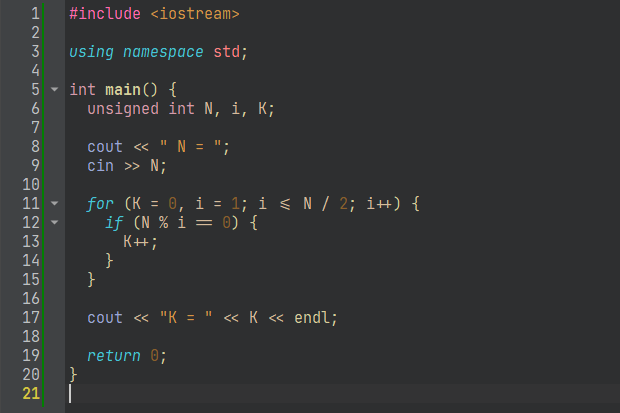 1 #include <iostream>
2
3 using namespace std;
4
5 int main() {
6   unsigned int N, i, K;
7
8   cout << " N = ";
9   cin >> N;
10
11   for (K = 0, i = 1; i <= N / 2; i++) {
12     if (N % i == 0) {
13       K++;
14     }
15   }
16
17   cout << "K = " << K << endl;
18
19   return 0;
20 }
21